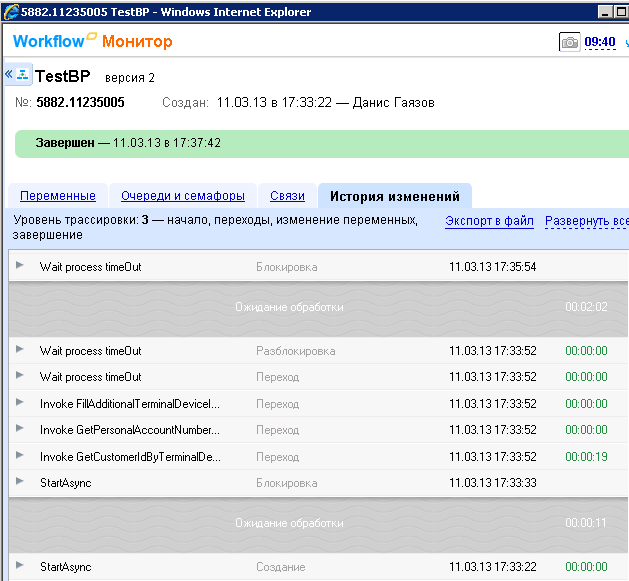 5882.11235005 TestBP - Windows Internet Explorer
Workflow Монитор 09:40
TestBP версия 2
№: 5882.11235005 Создан: 11.03.13 в 17:33:22 — Данис Гаязов
Завершен — 11.03.13 в 17:37:42
Переменные Очереди и семафоры Связи История изменений
Уровень трассировки: 3 — начало, переходы, изменение переменных, Экспорт в файл Развернуть все
завершение
Wait process timeOut Блокировка 11.03.13 17:35:54
Ожидание обработки 00:02:02
Wait process timeOut Разблокировка 11.03.13 17:33:52 00:00:00
Wait process timeOut Переход 11.03.13 17:33:52 00:00:00
Invoke FillAdditionalTerminalDeviceI... Переход 11.03.13 17:33:52 00:00:00
Invoke GetPersonalAccountNumber... Переход 11.03.13 17:33:52 00:00:00
Invoke GetCustomerIdByTerminalDe... Переход 11.03.13 17:33:52 00:00:19
StartAsync Блокировка 11.03.13 17:33:33
Ожидание обработки 00:00:11
StartAsync Создание 11.03.13 17:33:22 00:00:00